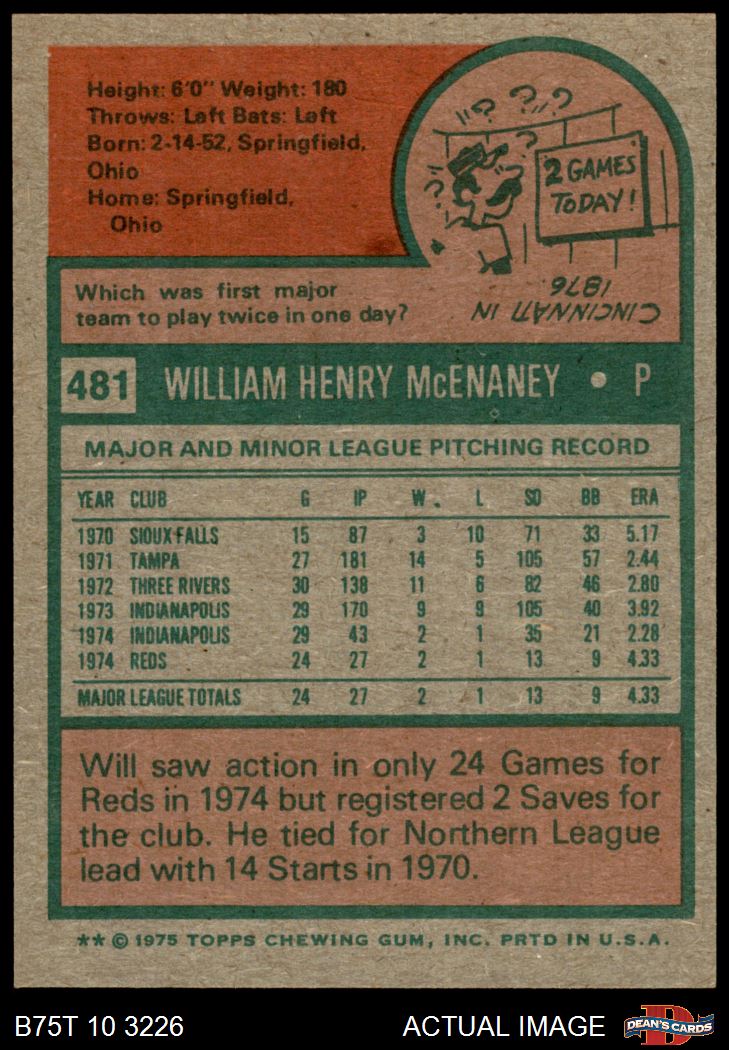 Height: 6'0" Weight: 180
Throws: Left Bats: Left
Born: 2-14-52, Springfield,
Ohio
Home: Springfield,
Ohio
? ? ? ?
? ? ?
2 GAMES
TODAY!
Which was first major
team to play twice in one day?
CINCINNATI IN
1876
481 WILLIAM HENRY McENANEY • P
MAJOR AND MINOR LEAGUE PITCHING RECORD
YEAR CLUB G IP W. L SO BB ERA
1970 SIOUX FALLS 15 87 3 10 71 33 5.17
1971 TAMPA 27 181 14 5 105 57 2.44
1972 THREE RIVERS 30 138 11 6 82 46 2.80
1973 INDIANAPOLIS 29 170 9 9 105 40 3.92
1974 INDIANAPOLIS 29 43 2 1 35 21 2.28
1974 REDS 24 27 2 1 13 9 4.33
MAJOR LEAGUE TOTALS 24 27 2 1 13 9 4.33
Will saw action in only 24 Games for
Reds in 1974 but registered 2 Saves for
the club. He tied for Northern League
lead with 14 Starts in 1970.
** © 1975 TOPPS CHEWING GUM, INC. PRTD IN U.S.A.
B75T 10 3226 ACTUAL IMAGE DEAN'S CARDS